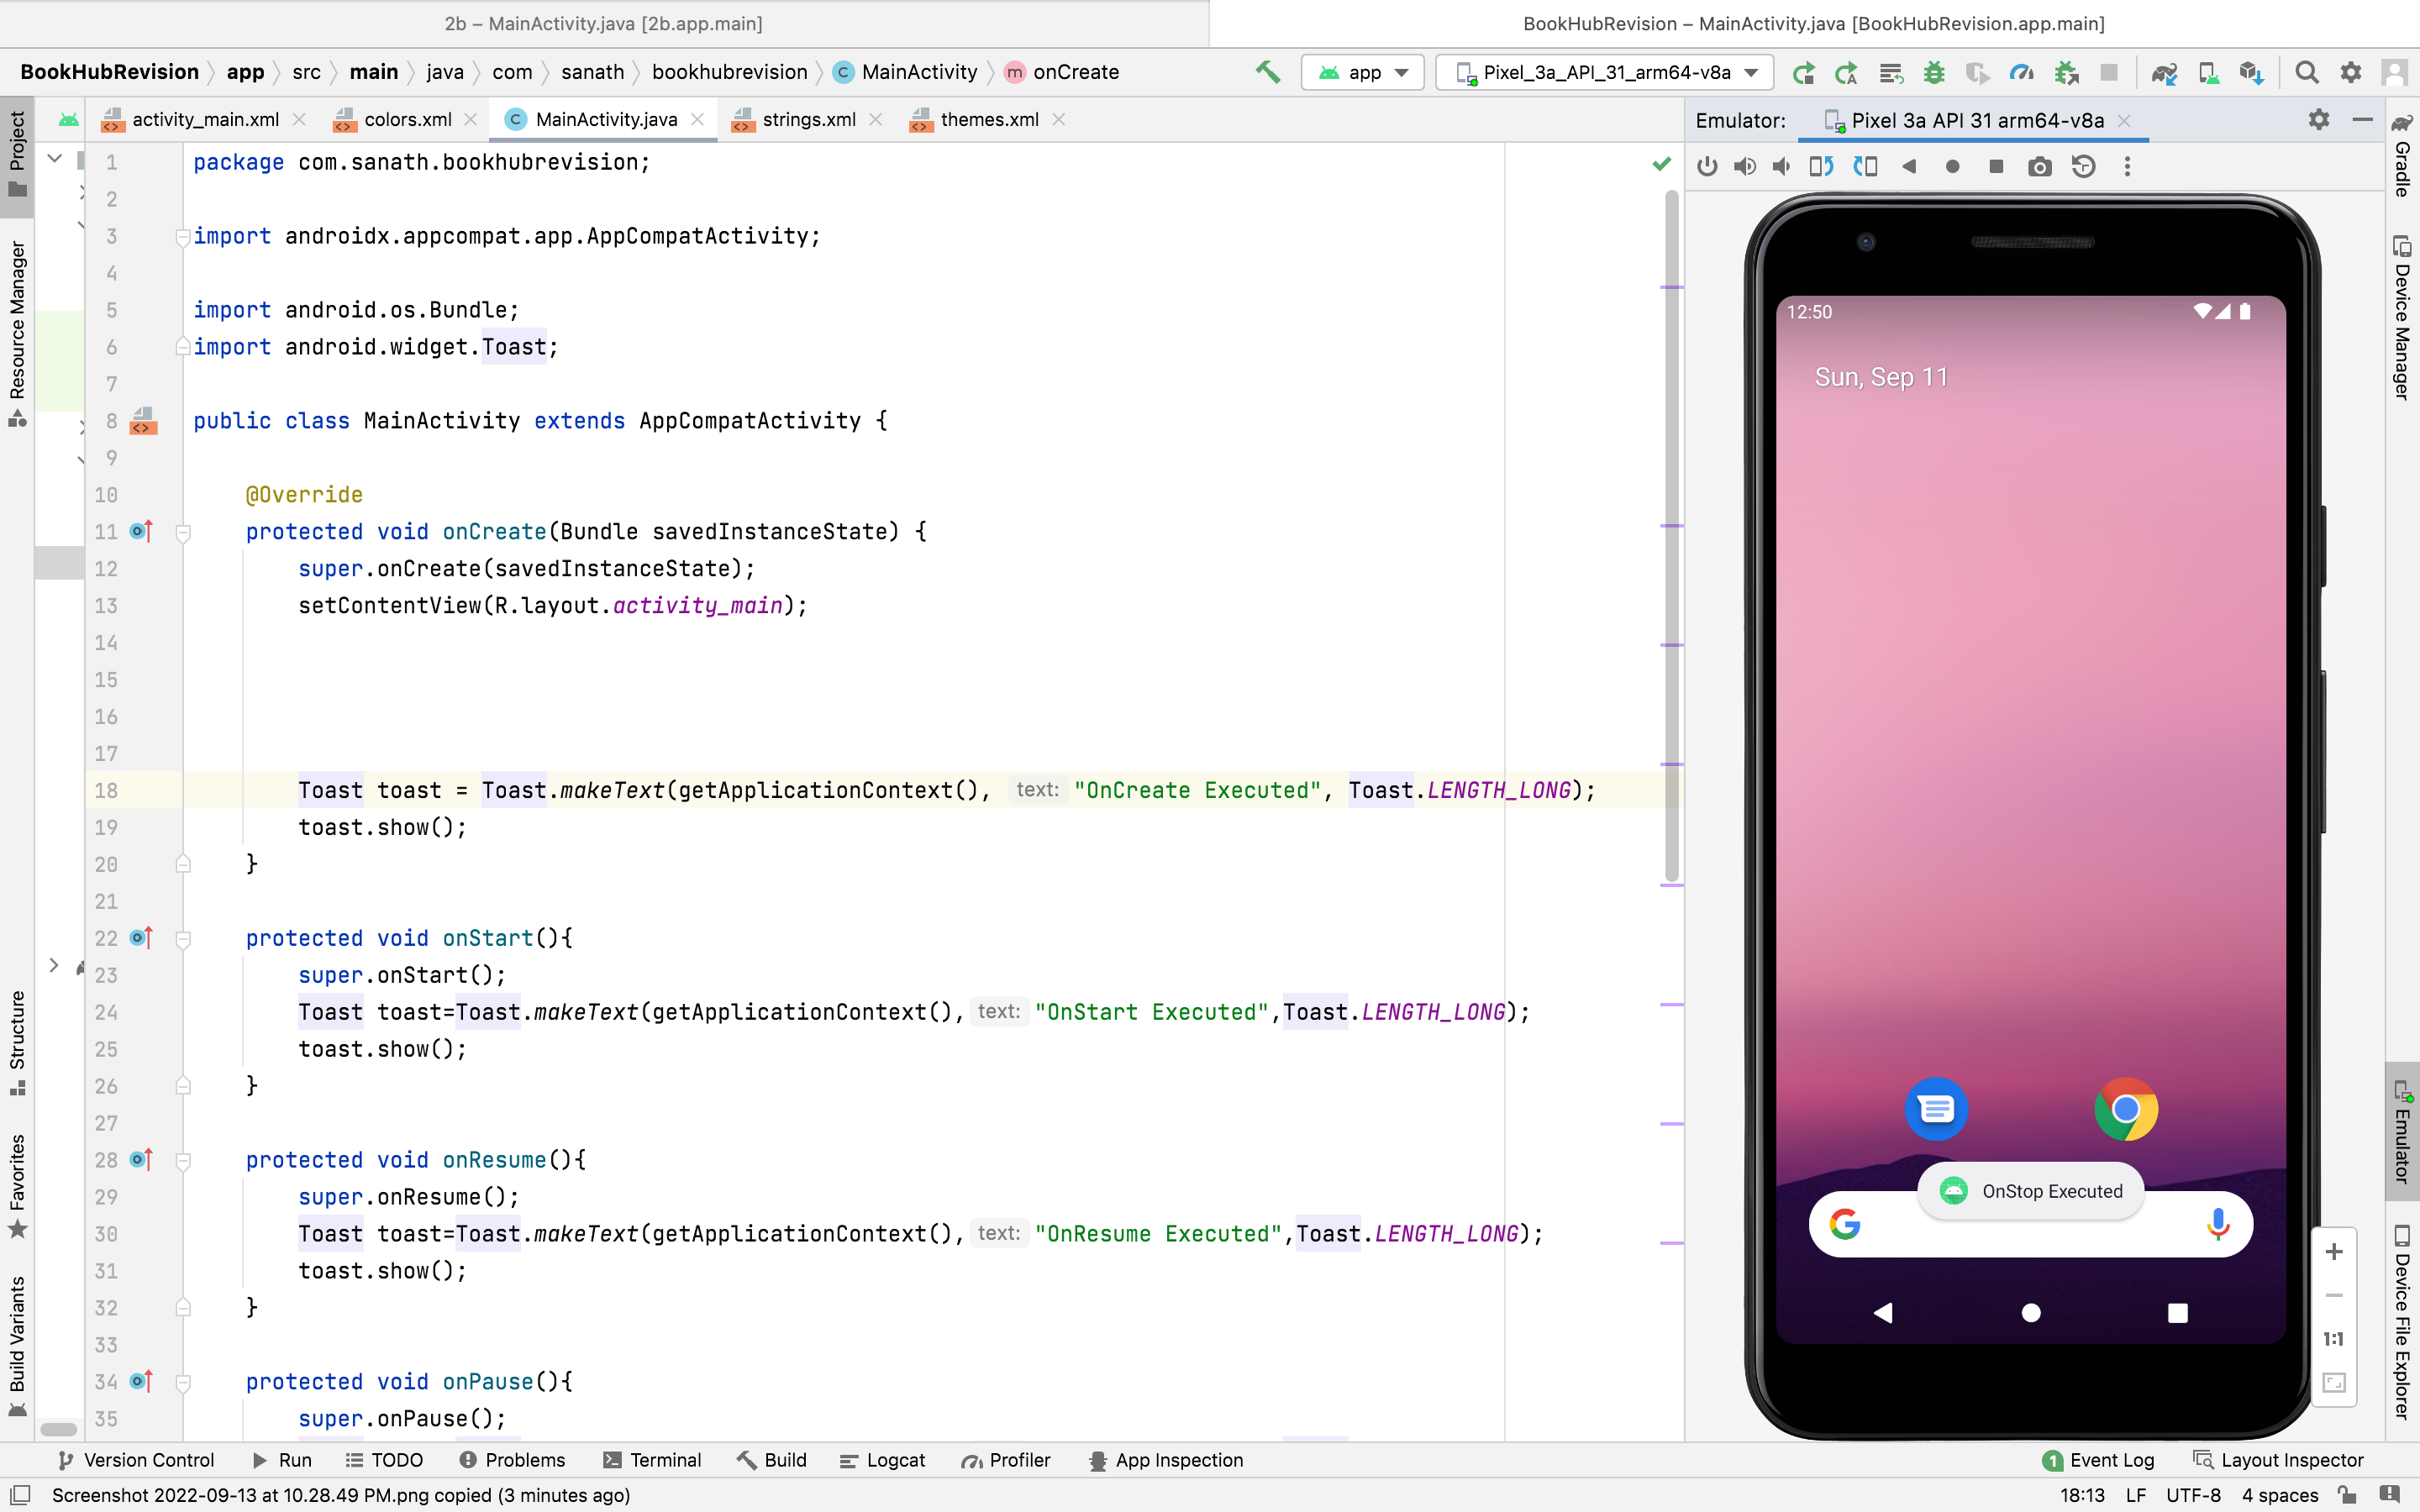 2b – MainActivity.java [2b.app.main]
BookHubRevision – MainActivity.java [BookHubRevision.app.main]
BookHubRevision app src main java com sanath bookhubrevision C MainActivity m onCreate
app
Pixel_3a_API_31_arm64-v8a
activity_main.xml
colors.xml
C MainActivity.java
strings.xml
themes.xml
Emulator: Pixel 3a API 31 arm64-v8a
Project
Resource Manager
Structure
Favorites
Build Variants
1 package com.sanath.bookhubrevision;
2
3 import androidx.appcompat.app.AppCompatActivity;
4
5 import android.os.Bundle;
6 import android.widget.Toast;
7
8 public class MainActivity extends AppCompatActivity {
9
10 @Override
11 protected void onCreate(Bundle savedInstanceState) {
12 super.onCreate(savedInstanceState);
13 setContentView(R.layout.activity_main);
14
15
16
17
18 Toast toast = Toast.makeText(getApplicationContext(), text: "OnCreate Executed", Toast.LENGTH_LONG);
19 toast.show();
20 }
21
22 protected void onStart(){
23 super.onStart();
24 Toast toast=Toast.makeText(getApplicationContext(), text: "OnStart Executed",Toast.LENGTH_LONG);
25 toast.show();
26 }
27
28 protected void onResume(){
29 super.onResume();
30 Toast toast=Toast.makeText(getApplicationContext(), text: "OnResume Executed",Toast.LENGTH_LONG);
31 toast.show();
32 }
33
34 protected void onPause(){
35 super.onPause();
12:50
Sun, Sep 11
OnStop Executed
G
1:1
Gradle
Device Manager
Emulator
Device File Explorer
Version Control Run TODO Problems Terminal Build Logcat Profiler App Inspection
1 Event Log Layout Inspector
Screenshot 2022-09-13 at 10.28.49 PM.png copied (3 minutes ago)
18:13 LF UTF-8 4 spaces